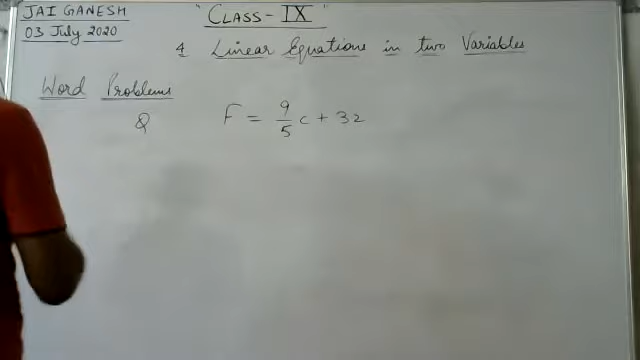 JAI GANESH
03 July 2020
"CLASS - IX"
4 Linear Equations in two Variables
Word Problems
Q F = 9/5 C + 32